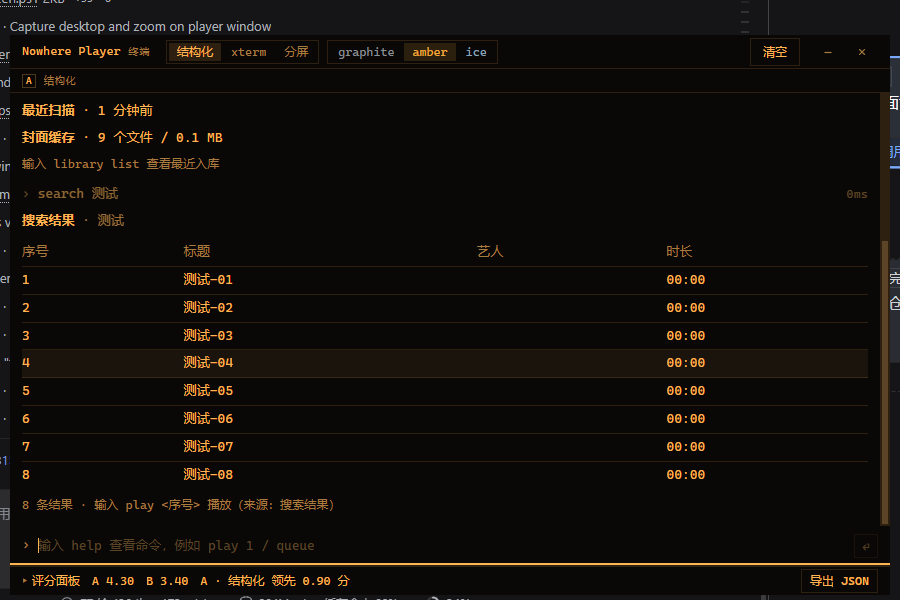 · Capture desktop and zoom on player window
Nowhere Player 终端 结构化 xterm 分屏 graphite amber ice 清空 — ×
A 结构化
最近扫描 · 1 分钟前
封面缓存 · 9 个文件 / 0.1 MB
输入 library list 查看最近入库
› search 测试 0ms
搜索结果 · 测试
序号 标题 艺人 时长
1 测试-01 00:00
2 测试-02 00:00
3 测试-03 00:00
4 测试-04 00:00
5 测试-05 00:00
6 测试-06 00:00
7 测试-07 00:00
8 测试-08 00:00
8 条结果 · 输入 play <序号> 播放 (来源: 搜索结果)
› 输入 help 查看命令, 例如 play 1 / queue
▸ 评分面板 A 4.30 B 3.40 A · 结构化 领先 0.90 分 导出 JSON